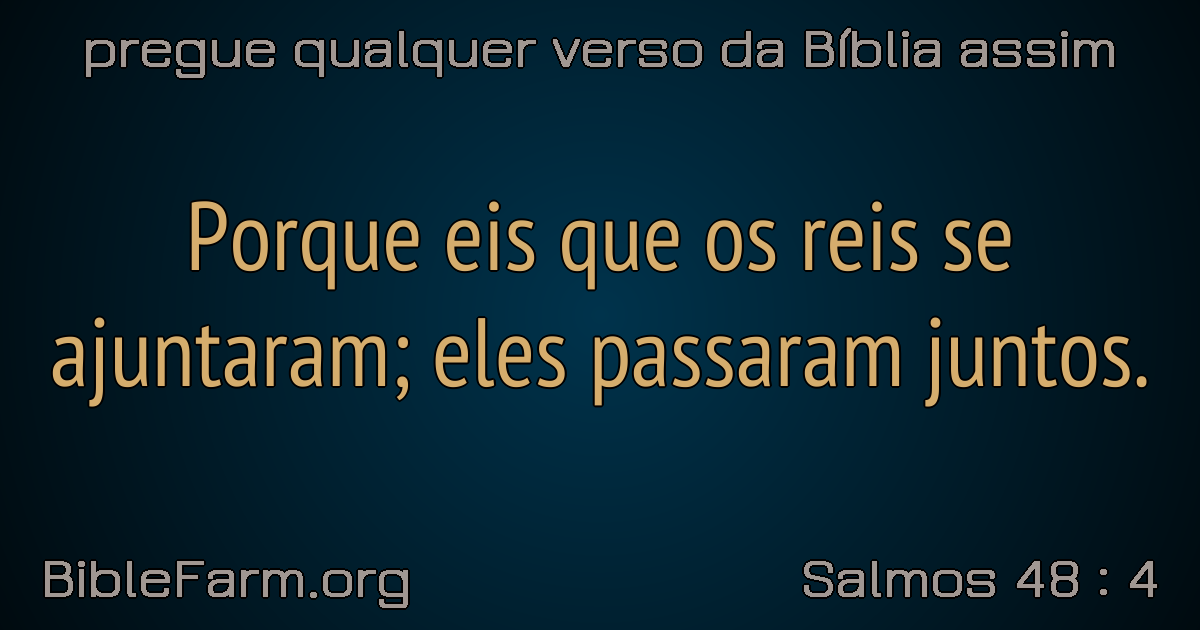 pregue qualquer verso da Bíblia assim
Porque eis que os reis se
ajuntaram; eles passaram juntos.
BibleFarm.org
Salmos 48 : 4